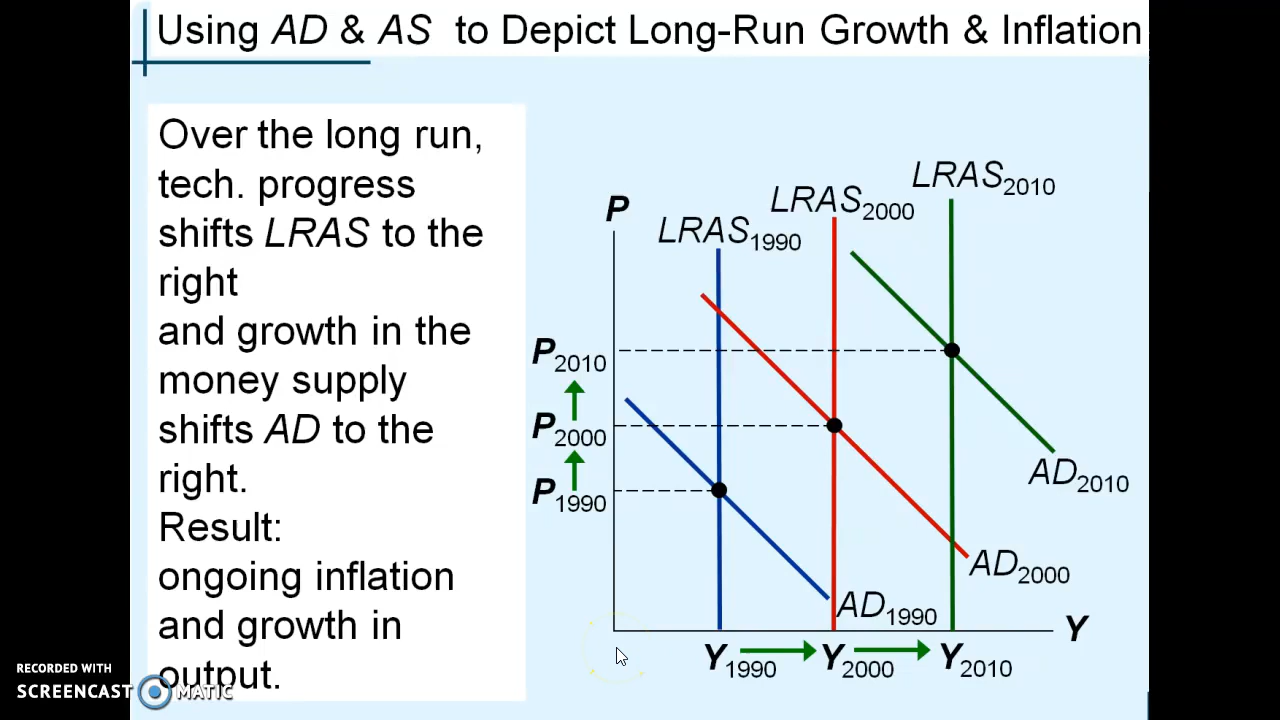 Using AD & AS to Depict Long-Run Growth & Inflation
Over the long run,
tech. progress
shifts LRAS to the
right
and growth in the
money supply
shifts AD to the
right.
Result:
ongoing inflation
and growth in
output.
P
LRAS1990
LRAS2000
LRAS2010
P2010
P2000
P1990
AD2010
AD2000
AD1990
Y
Y1990
Y2000
Y2010
RECORDED WITH
SCREENCAST MATIC